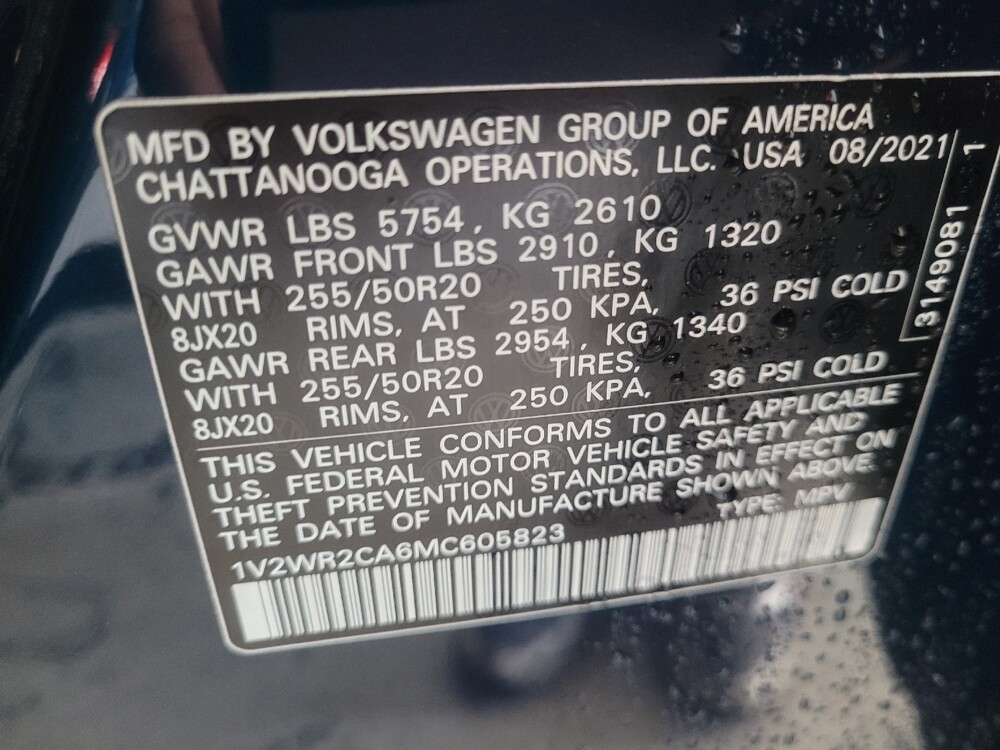 MFD BY VOLKSWAGEN GROUP OF AMERICA
CHATTANOOGA OPERATIONS, LLC. USA 08/2021
GVWR LBS 5754, KG 2610
GAWR FRONT LBS 2910, KG 1320
WITH 255/50R20 TIRES,
8JX20 RIMS, AT 250 KPA, 36 PSI COLD
GAWR REAR LBS 2954, KG 1340
WITH 255/50R20 TIRES,
8JX20 RIMS, AT 250 KPA, 36 PSI COLD
THIS VEHICLE CONFORMS TO ALL APPLICABLE
U.S. FEDERAL MOTOR VEHICLE SAFETY AND
THEFT PREVENTION STANDARDS IN EFFECT ON
THE DATE OF MANUFACTURE SHOWN ABOVE.
TYPE: MPV
1V2WR2CA6MC605823
3149081 1